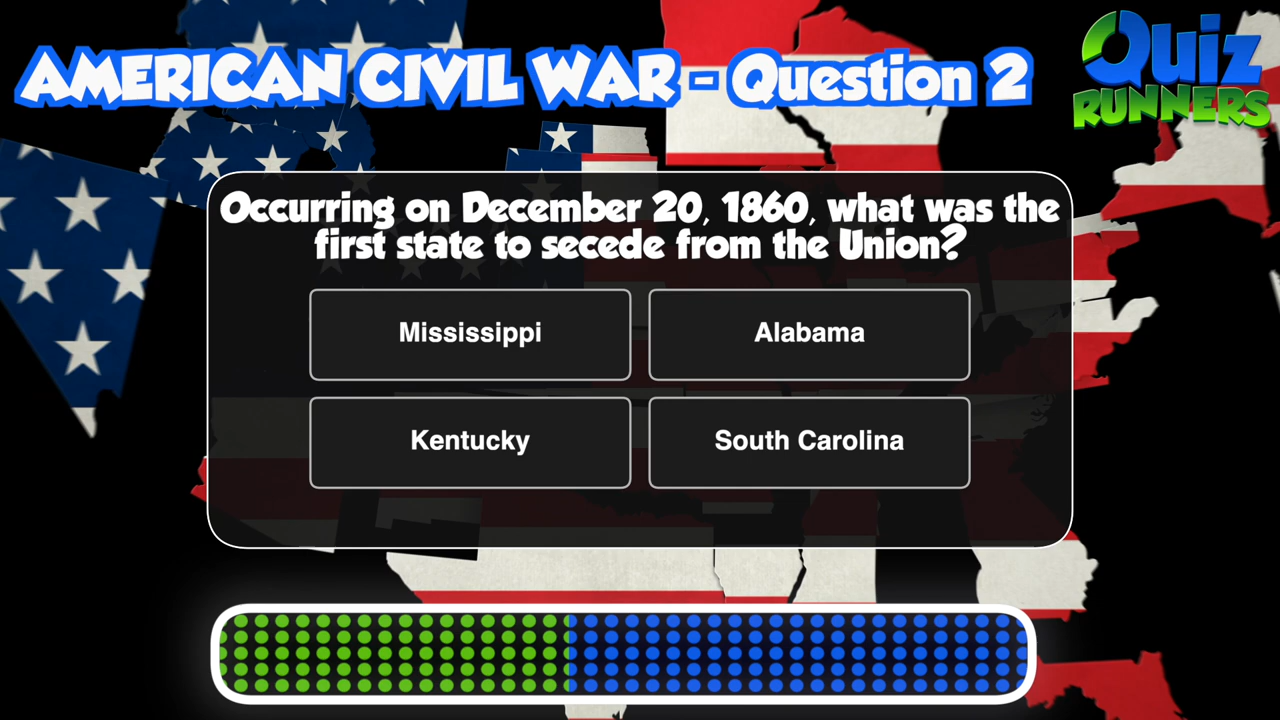 AMERICAN CIVIL WAR - Question 2
Quiz
RUNNERS
Occurring on December 20, 1860, what was the
first state to secede from the Union?
Mississippi
Alabama
Kentucky
South Carolina